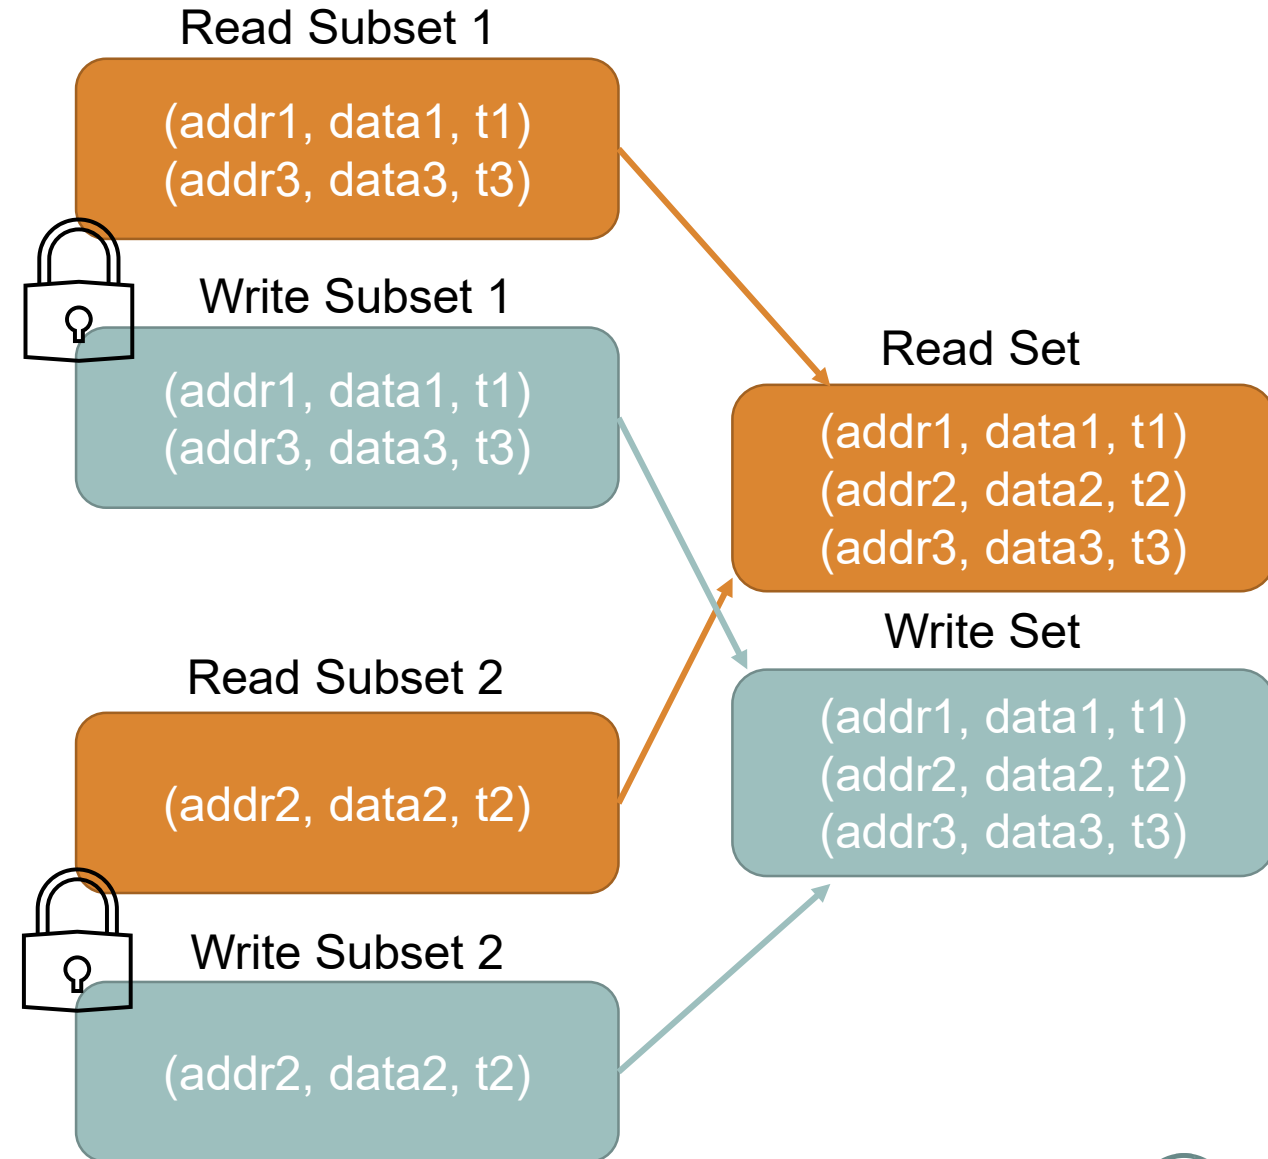 Read Subset 1
(addr1, data1, t1)
(addr3, data3, t3)
Write Subset 1
(addr1, data1, t1)
(addr3, data3, t3)
Read Subset 2
(addr2, data2, t2)
Write Subset 2
(addr2, data2, t2)
Read Set
(addr1, data1, t1)
(addr2, data2, t2)
(addr3, data3, t3)
Write Set
(addr1, data1, t1)
(addr2, data2, t2)
(addr3, data3, t3)